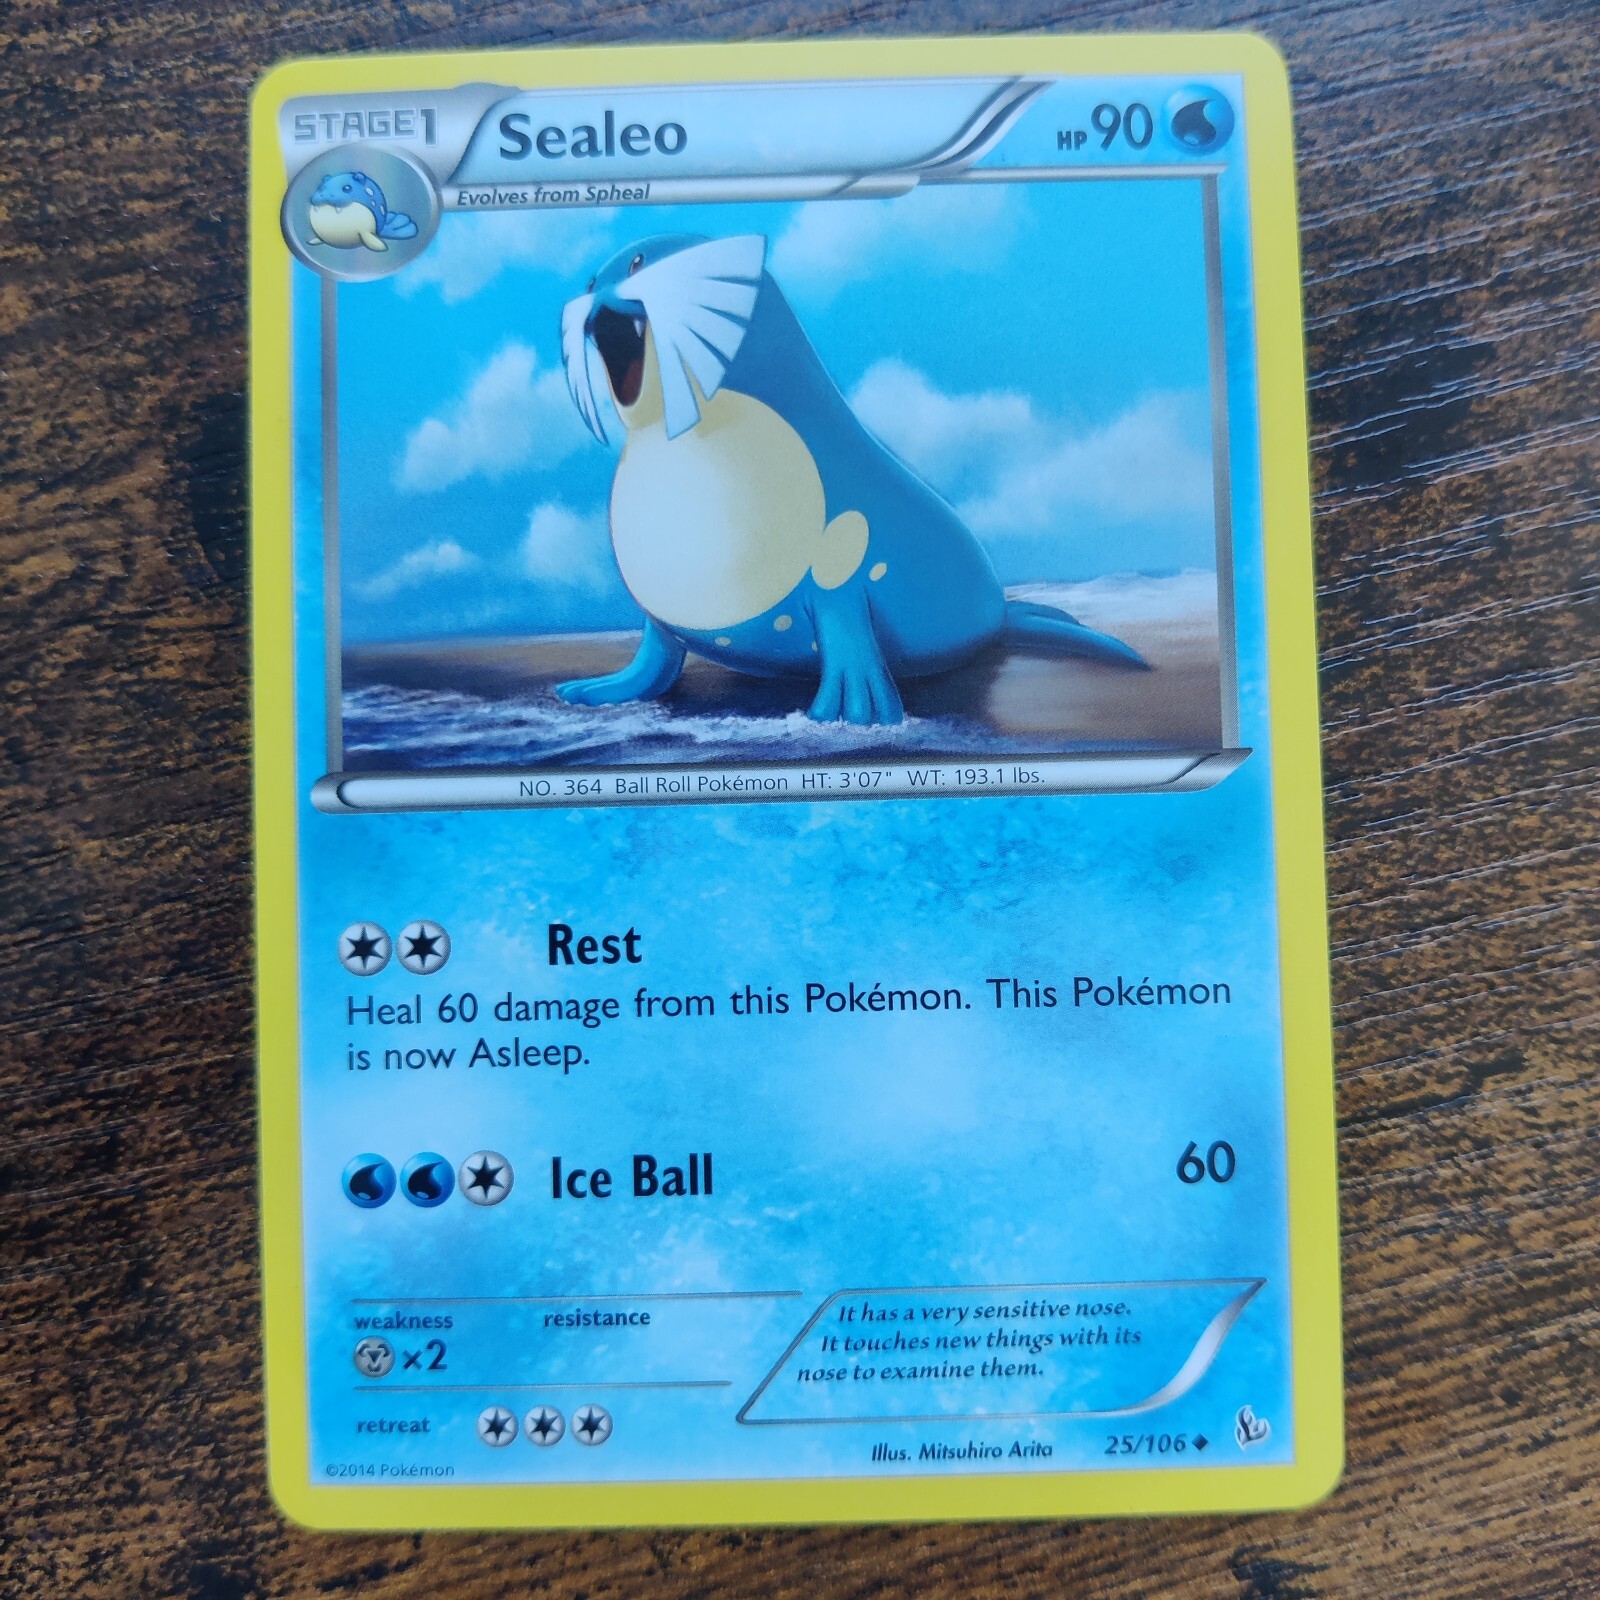 STAGE1
Sealeo
HP 90
Evolves from Spheal
NO. 364 Ball Roll Pokémon HT: 3'07" WT: 193.1 lbs.
Rest
Heal 60 damage from this Pokémon. This Pokémon
is now Asleep.
Ice Ball 60
weakness resistance
×2
It has a very sensitive nose.
It touches new things with its
nose to examine them.
retreat
Illus. Mitsuhiro Arita 25/106
©2014 Pokémon